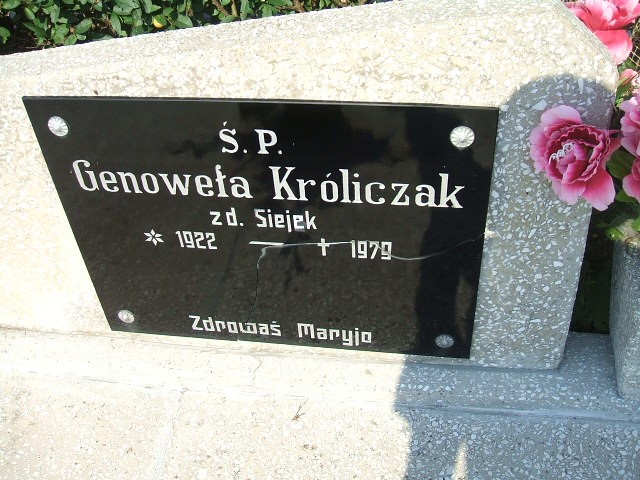 Ś.P.
Genowefa Króliczak
zd. Siejek
* 1922 — † 1979
Zdrowaś Maryjo